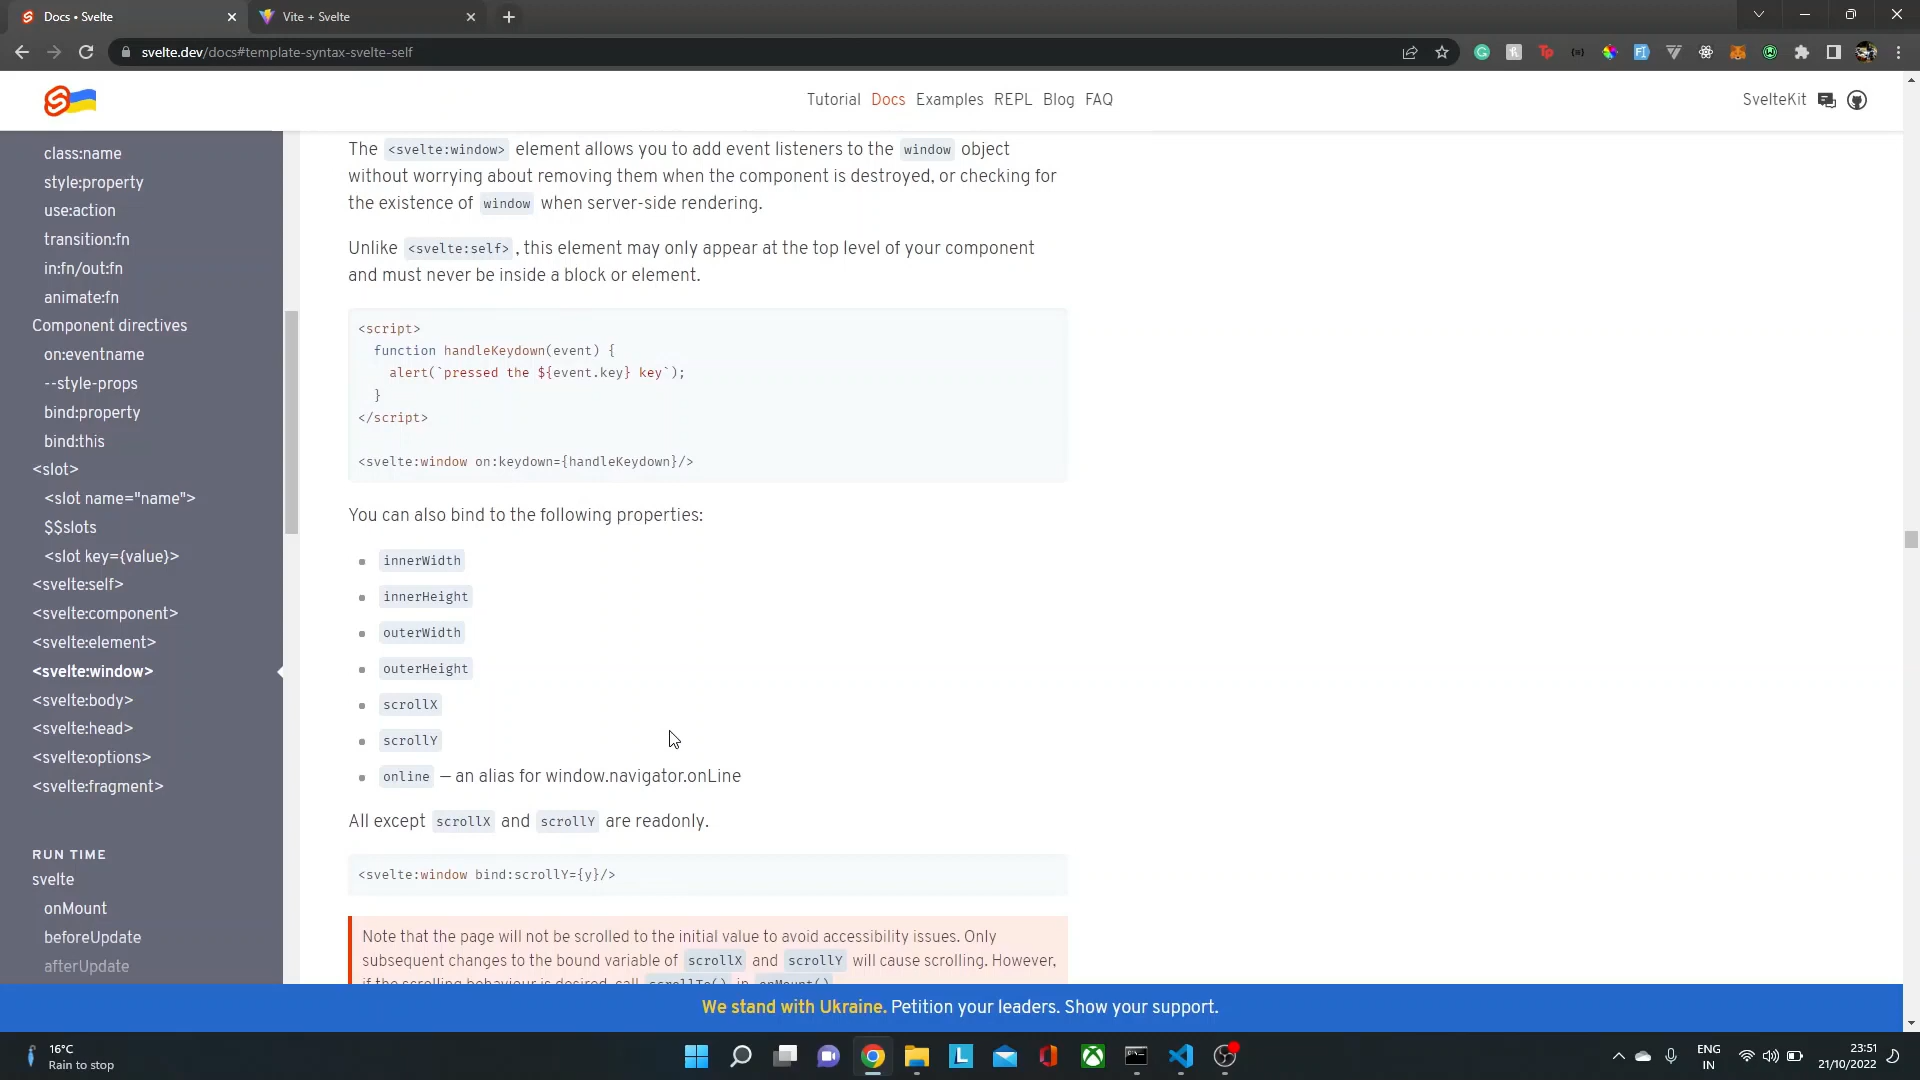 Docs • Svelte
Vite + Svelte
svelte.dev/docs#template-syntax-svelte-self
Tutorial Docs Examples REPL Blog FAQ
SvelteKit
class:name
style:property
use:action
transition:fn
in:fn/out:fn
animate:fn
Component directives
on:eventname
--style-props
bind:property
bind:this
<slot>
<slot name="name">
$$slots
<slot key={value}>
<svelte:self>
<svelte:component>
<svelte:element>
<svelte:window>
<svelte:body>
<svelte:head>
<svelte:options>
<svelte:fragment>
RUN TIME
svelte
onMount
beforeUpdate
afterUpdate
The <svelte:window> element allows you to add event listeners to the window object
without worrying about removing them when the component is destroyed, or checking for
the existence of window when server-side rendering.
Unlike <svelte:self>, this element may only appear at the top level of your component
and must never be inside a block or element.
<script>
function handleKeydown(event) {
alert(`pressed the ${event.key} key`);
}
</script>
<svelte:window on:keydown={handleKeydown}/>
You can also bind to the following properties:
innerWidth
innerHeight
outerWidth
outerHeight
scrollX
scrollY
online — an alias for window.navigator.onLine
All except scrollX and scrollY are readonly.
<svelte:window bind:scrollY={y}/>
Note that the page will not be scrolled to the initial value to avoid accessibility issues. Only
subsequent changes to the bound variable of scrollX and scrollY will cause scrolling. However,
if the scrolling behaviour is desired, call scrollTo() in onMount().
We stand with Ukraine. Petition your leaders. Show your support.
16°C
Rain to stop
ENG
IN
23:51
21/10/2022